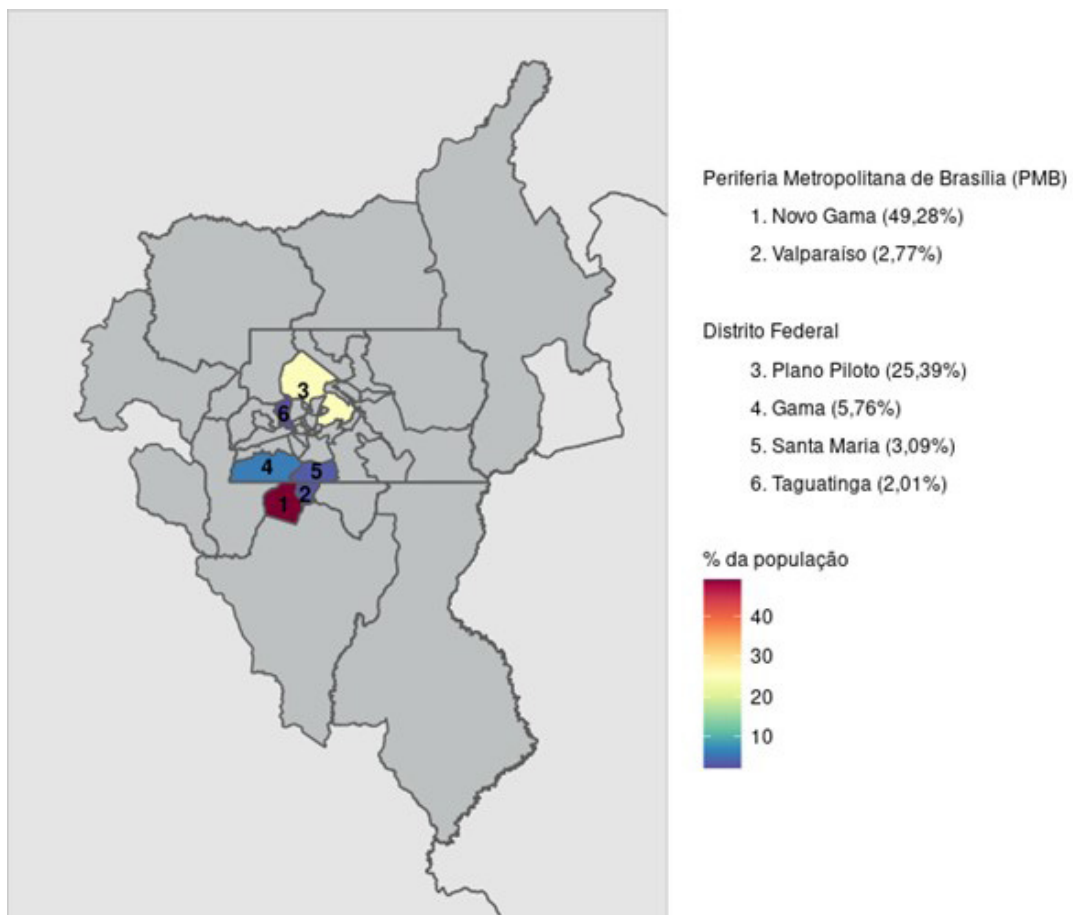 Periferia Metropolitana de Brasília (PMB)
1. Novo Gama (49,28%)
2. Valparaíso (2,77%)
Distrito Federal
3. Plano Piloto (25,39%)
4. Gama (5,76%)
5. Santa Maria (3,09%)
6. Taguatinga (2,01%)
% da população
40
30
20
10
3
6
4
5
2
1